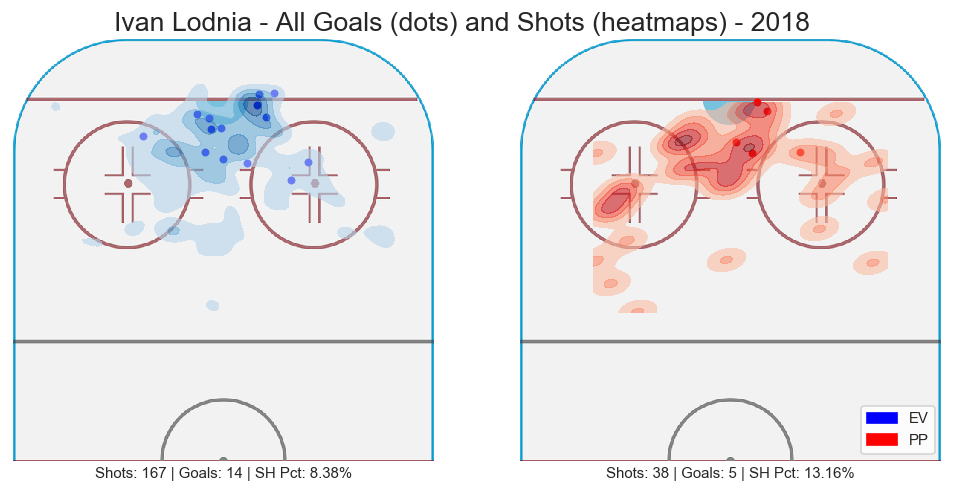 Ivan Lodnia - All Goals (dots) and Shots (heatmaps) - 2018
EV
PP
Shots: 167 | Goals: 14 | SH Pct: 8.38%
Shots: 38 | Goals: 5 | SH Pct: 13.16%